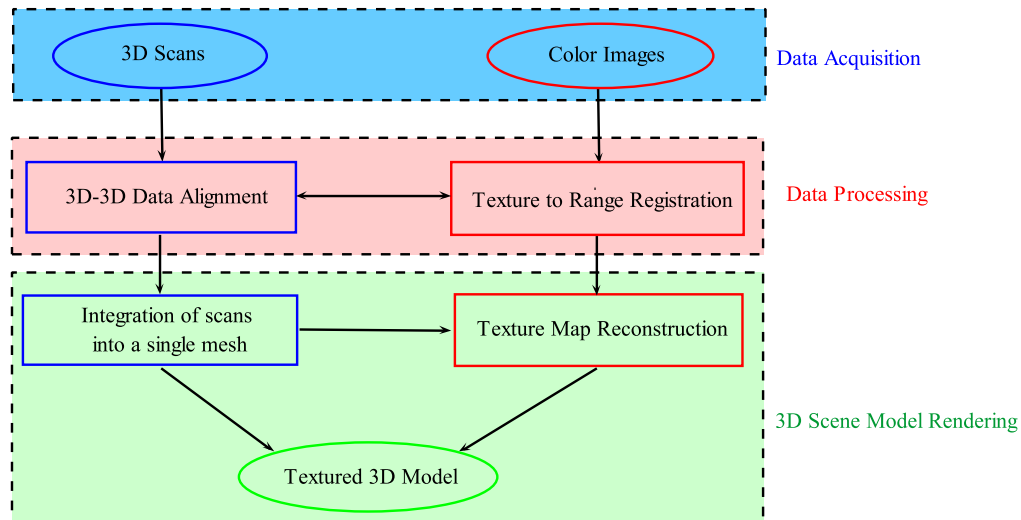 3D Scans
Color Images
Data Acquisition
3D-3D Data Alignment
Texture to Range Registration
Data Processing
Integration of scans
into a single mesh
Texture Map Reconstruction
3D Scene Model Rendering
Textured 3D Model